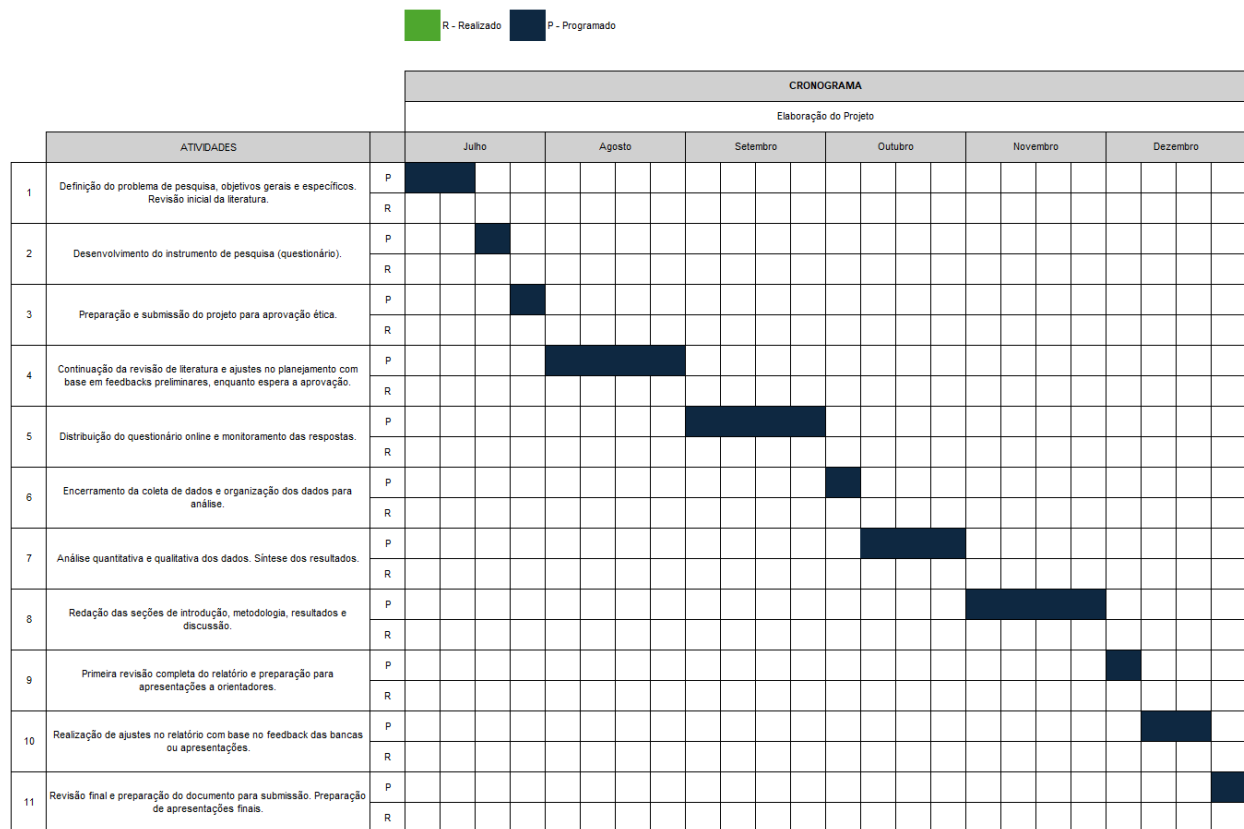 R - Realizado
P - Programado
CRONOGRAMA
Elaboração do Projeto
ATIVIDADES
Julho
Agosto
Setembro
Outubro
Novembro
Dezembro
1
Definição do problema de pesquisa, objetivos gerais e específicos.
Revisão inicial da literatura.
P
R
2
Desenvolvimento do instrumento de pesquisa (questionário).
P
R
3
Preparação e submissão do projeto para aprovação ética.
P
R
4
Continuação da revisão de literatura e ajustes no planejamento com
base em feedbacks preliminares, enquanto espera a aprovação.
P
R
5
Distribuição do questionário online e monitoramento das respostas.
P
R
6
Encerramento da coleta de dados e organização dos dados para
análise.
P
R
7
Análise quantitativa e qualitativa dos dados. Síntese dos resultados.
P
R
8
Redação das seções de introdução, metodologia, resultados e
discussão.
P
R
9
Primeira revisão completa do relatório e preparação para
apresentações a orientadores.
P
R
10
Realização de ajustes no relatório com base no feedback das bancas
ou apresentações.
P
R
11
Revisão final e preparação do documento para submissão. Preparação
de apresentações finais.
P
R